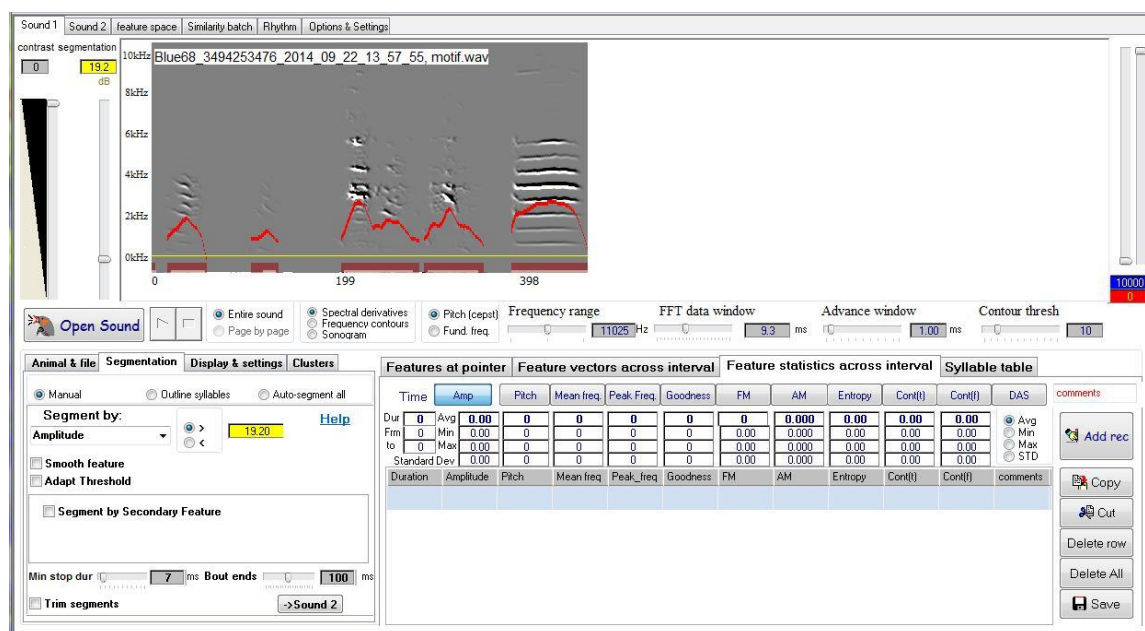 Sound 1 Sound 2 feature space Similarity batch Rhythm Options & Settings
contrast segmentation
0 19.2
dB
10kHz Blue68_3494253476_2014_09_22_13_57_55, motif.wav
8kHz
6kHz
4kHz
2kHz
0kHz
0 199 398
10000
0
Open Sound
Entire sound
Page by page
Spectral derivatives
Frequency contours
Sonogram
Pitch (cepst)
Fund. freq.
Frequency range
11025 Hz
FFT data window
9.3 ms
Advance window
1.00 ms
Contour thresh
10
Animal & file Segmentation Display & settings Clusters
Manual Outline syllables Auto-segment all
Segment by:
Amplitude
>
<
19.20
Help
Smooth feature
Adapt Threshold
Segment by Secondary Feature
Min stop dur 7 ms Bout ends 100 ms
Trim segments ->Sound 2
Features at pointer Feature vectors across interval Feature statistics across interval Syllable table
Time Amp Pitch Mean freq. Peak Freq. Goodness FM AM Entropy Cont(t) Cont(f) DAS
Dur 0 Avg 0.00 0 0 0 0 0 0.000 0.00 0.00 0.00 Avg
Frm 0 Min 0.00 0 0 0 0 0.00 0.000 0.00 0.00 0.00 Min
to 0 Max 0.00 0 0 0 0 0.00 0.000 0.00 0.00 0.00 Max
Standard Dev 0.00 0 0 0 0 0.00 0.000 0.00 0.00 0.00 STD
Duration Amplitude Pitch Mean freq Peak_freq Goodness FM AM Entropy Cont(t) Cont(f) comments
comments
Add rec
Copy
Cut
Delete row
Delete All
Save